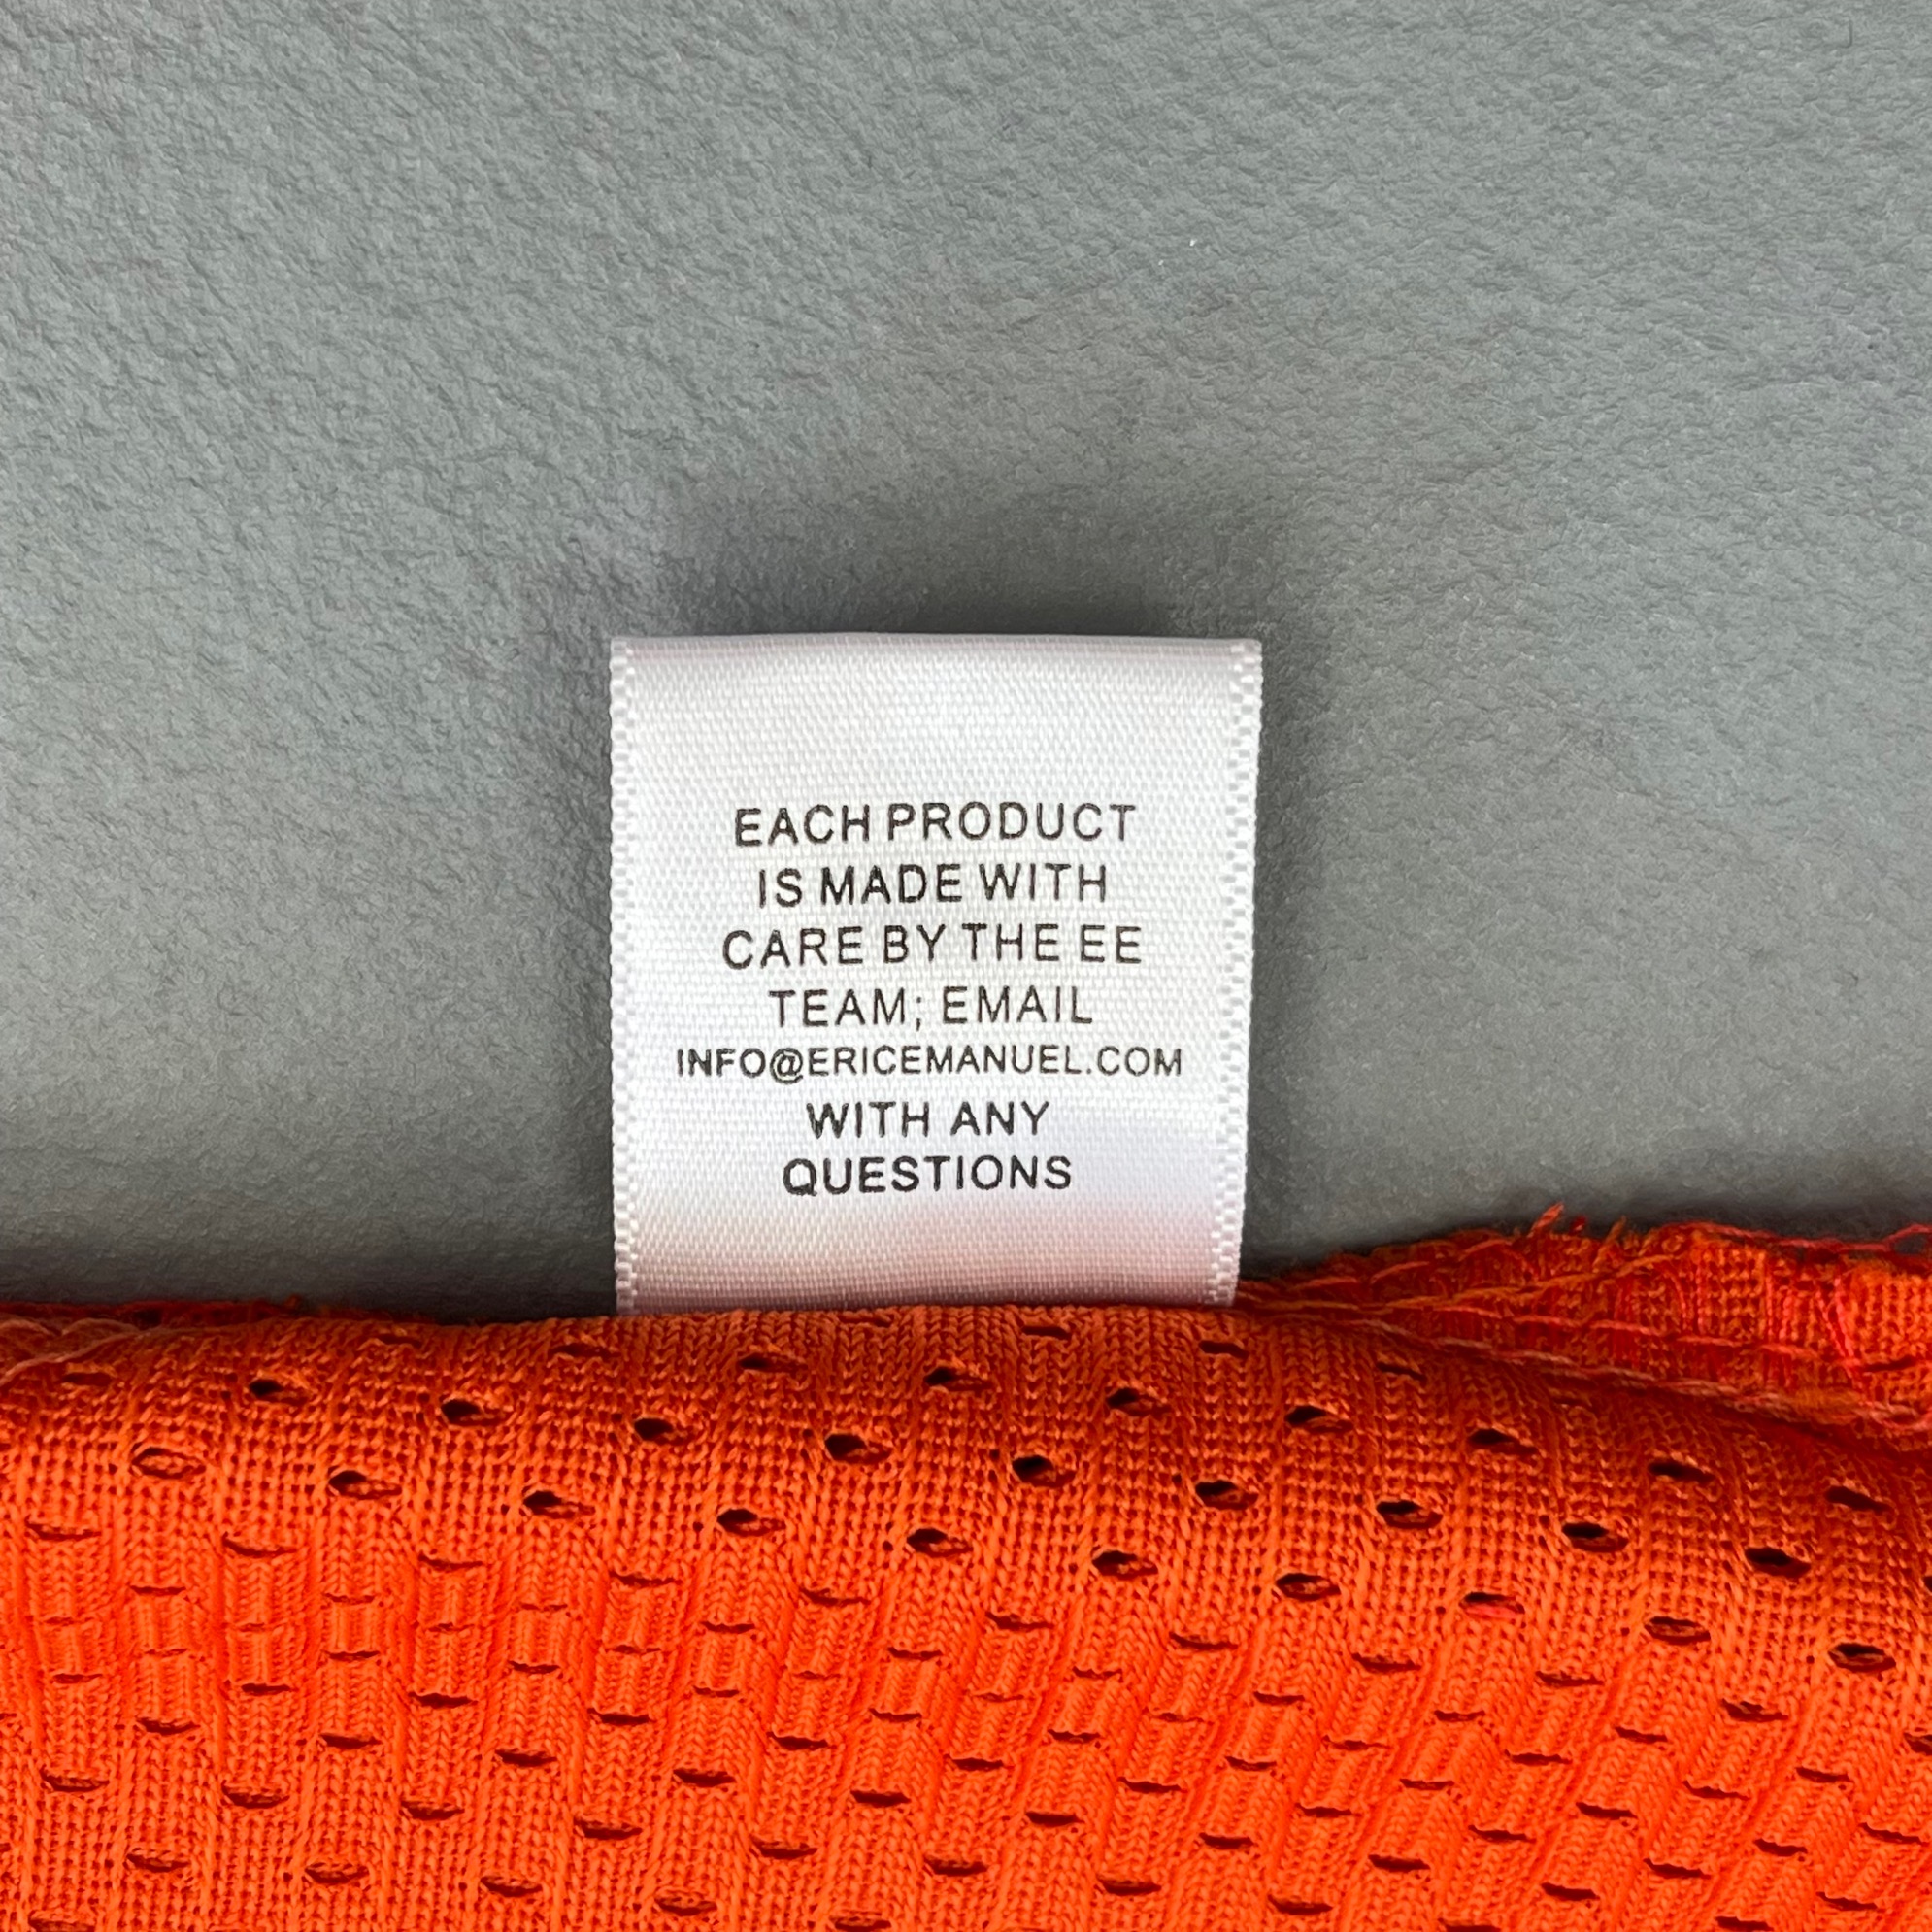 EACH PRODUCT
IS MADE WITH
CARE BY THE EE
TEAM; EMAIL
INFO@ERICEMANUEL.COM
WITH ANY
QUESTIONS